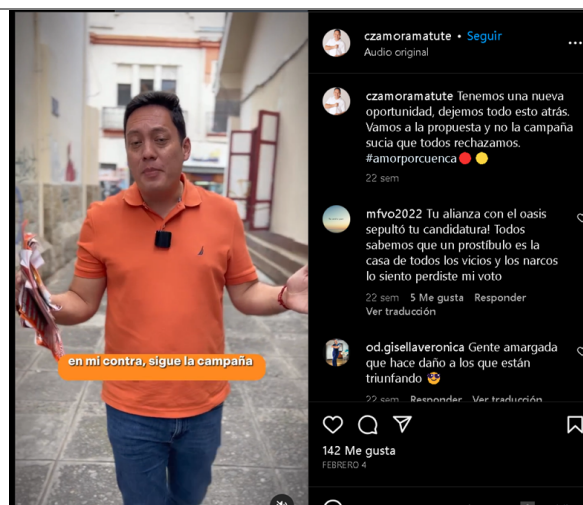 czamoramatute • Seguir
Audio original
czamoramatute Tenemos una nueva
oportunidad, dejemos todo esto atrás.
Vamos a la propuesta y no la campaña
sucia que todos rechazamos.
#amorporcuenca
22 sem
mfvo2022 Tu alianza con el oasis
sepultó tu candidatura! Todos
sabemos que un prostíbulo es la
casa de todos los vicios y los narcos
lo siento perdiste mi voto
22 sem 5 Me gusta Responder
Ver traducción
od.gisellaveronica Gente amargada
que hace daño a los que están
triunfando
22 sem Responder Ver traducción
en mi contra, sigue la campaña
142 Me gusta
FEBRERO 4